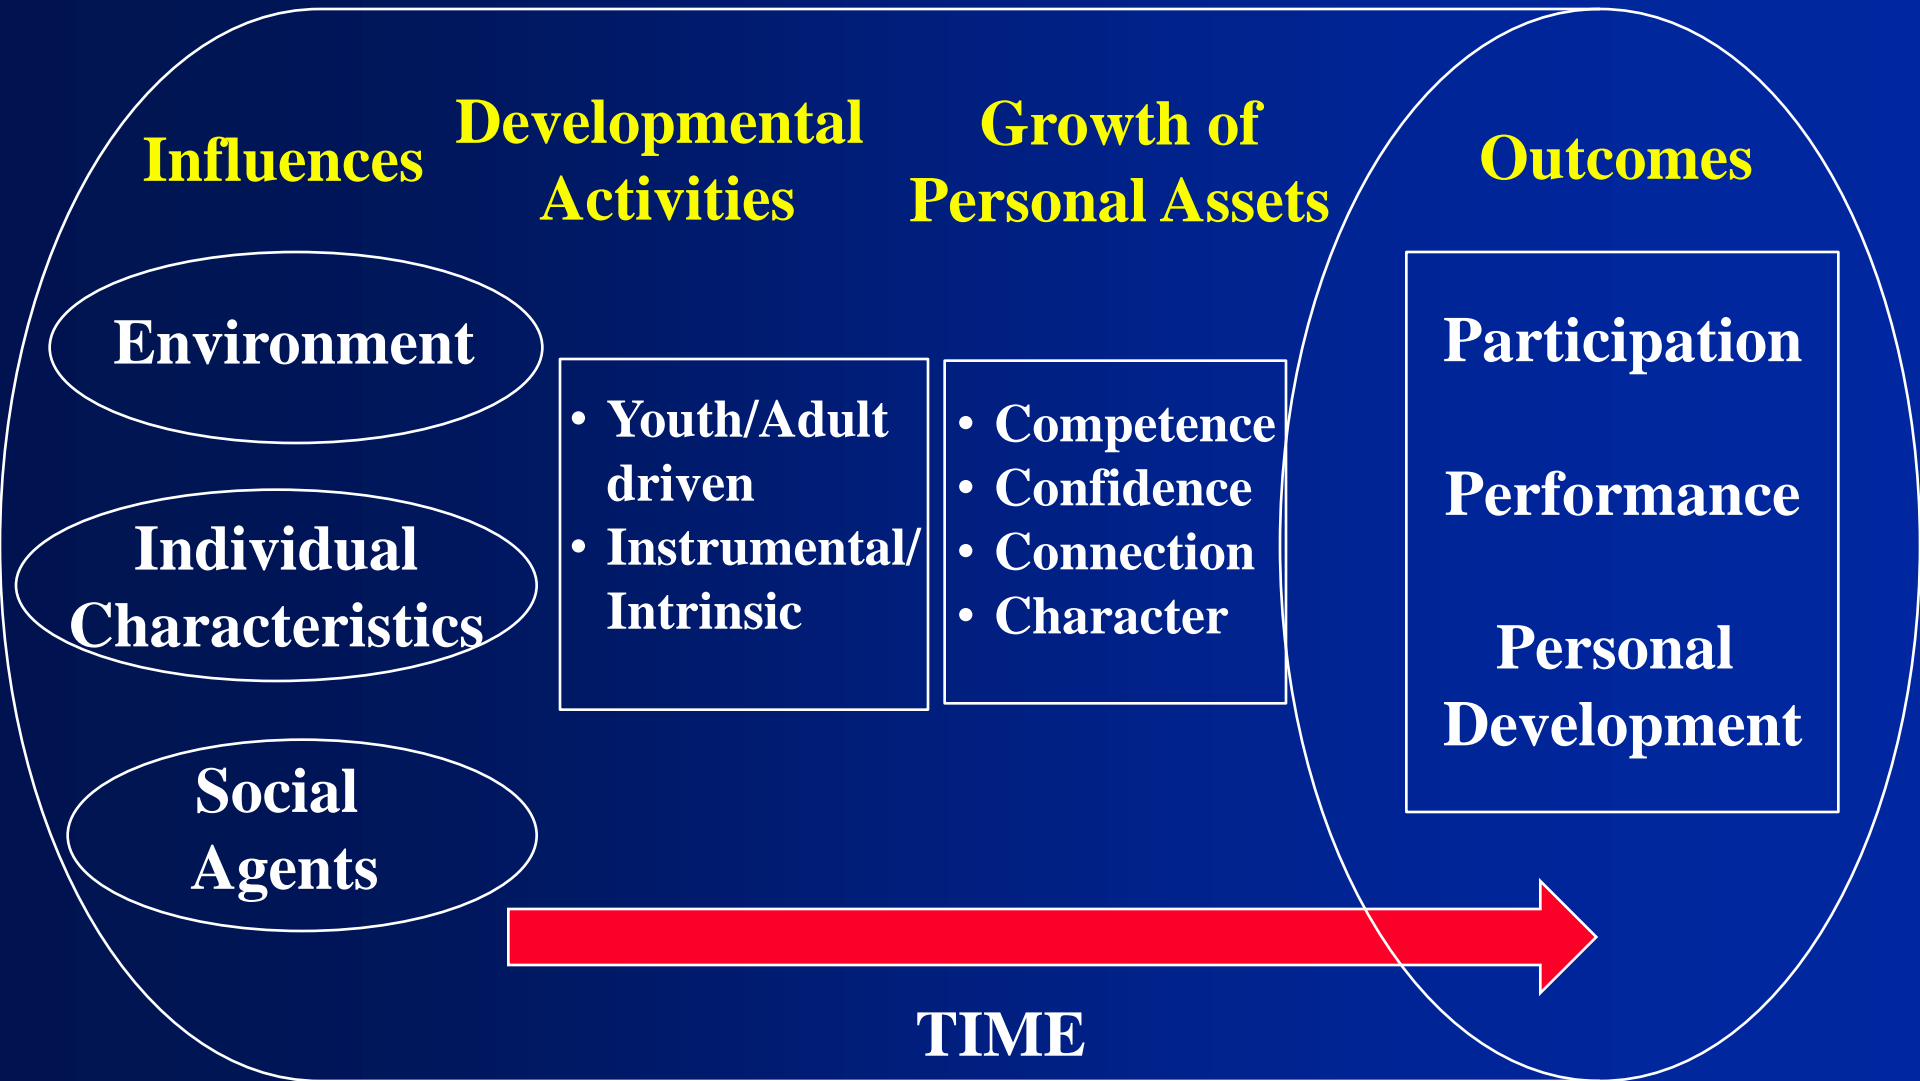 Influences
Developmental
Activities
Growth of
Personal Assets
Outcomes
Environment
Individual
Characteristics
Social
Agents
• Youth/Adult
driven
• Instrumental/
Intrinsic
• Competence
• Confidence
• Connection
• Character
Participation
Performance
Personal
Development
TIME